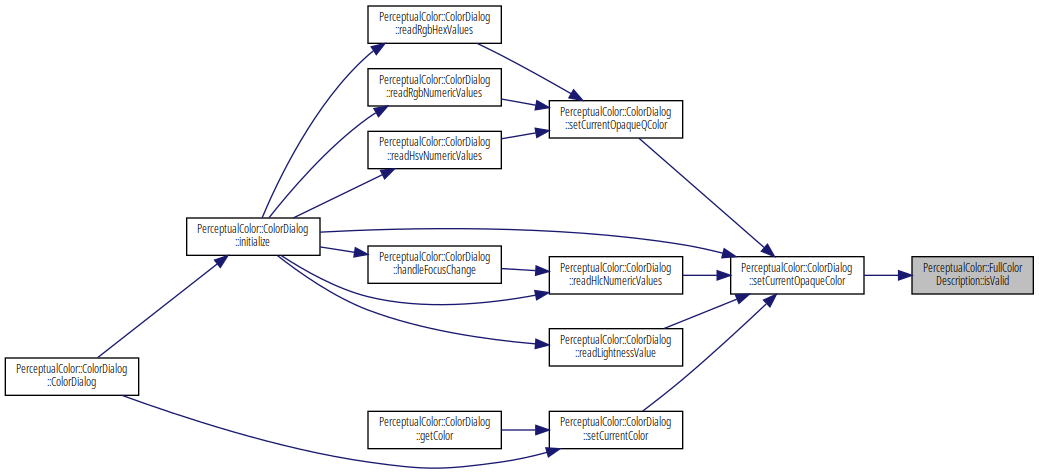 PerceptualColor::ColorDialog
::readRgbHexValues
PerceptualColor::ColorDialog
::readRgbNumericValues
PerceptualColor::ColorDialog
::setCurrentOpaqueQColor
PerceptualColor::ColorDialog
::readHsvNumericValues
PerceptualColor::ColorDialog
::initialize
PerceptualColor::ColorDialog
::handleFocusChange
PerceptualColor::ColorDialog
::readHlcNumericValues
PerceptualColor::ColorDialog
::setCurrentOpaqueColor
PerceptualColor::FullColor
Description::isValid
PerceptualColor::ColorDialog
::readLightnessValue
PerceptualColor::ColorDialog
::ColorDialog
PerceptualColor::ColorDialog
::getColor
PerceptualColor::ColorDialog
::setCurrentColor